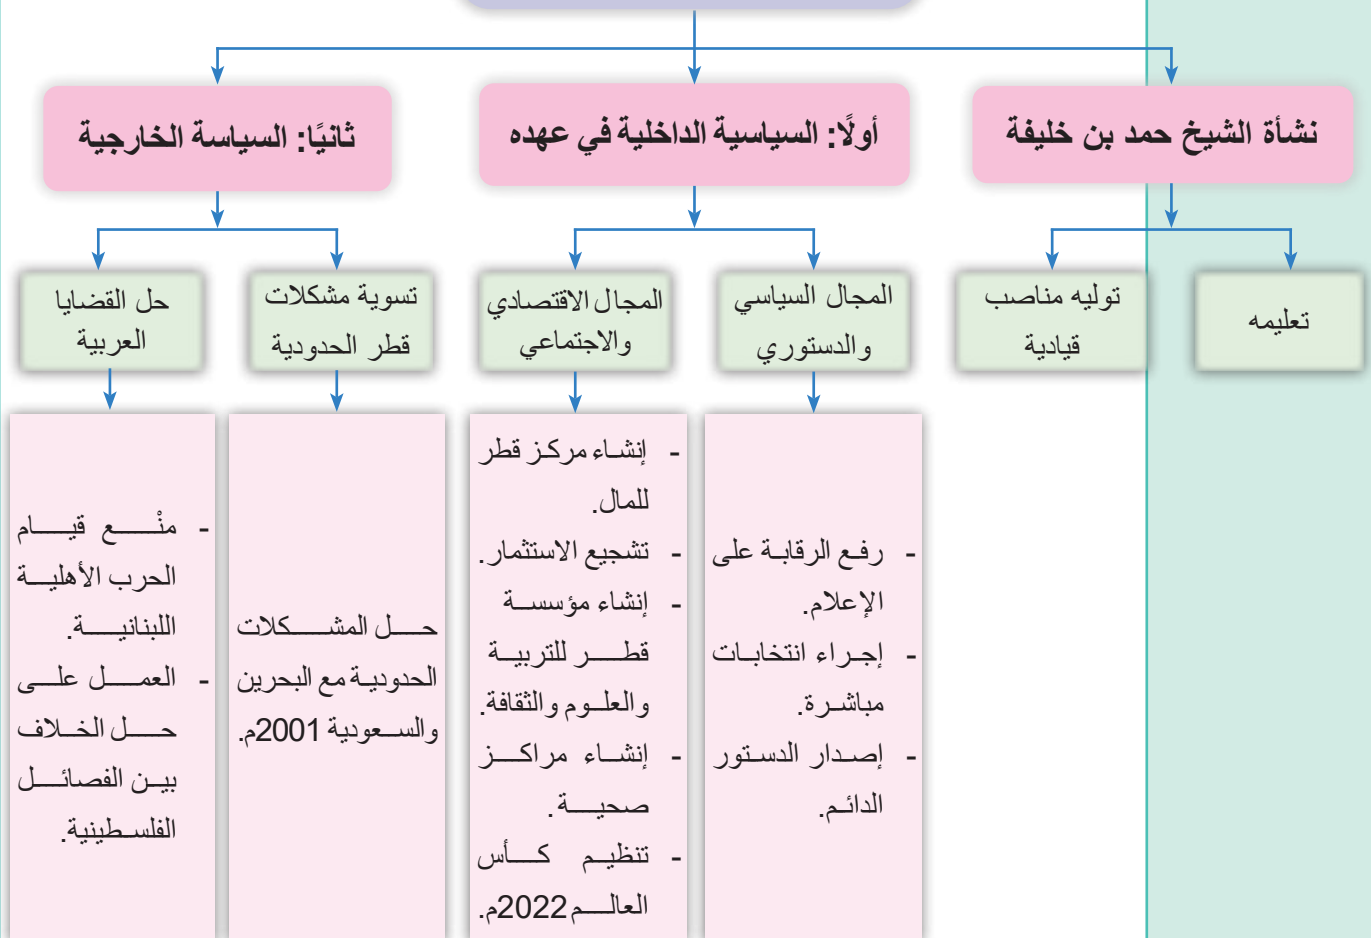 نشأة الشيخ حمد بن خليفة
أولًا: السياسية الداخلية في عهده
ثانيًا: السياسة الخارجية
تعليمه
توليه مناصب
قيادية
المجال السياسي
والدستوري
المجال الاقتصادي
والاجتماعي
تسوية مشكلات
قطر الحدودية
حل القضايا
العربية
- رفع الرقابة على
الإعلام.
- إجراء انتخابات
مباشرة.
- إصدار الدستور
الدائم.
- إنشاء مركز قطر
للمال.
- تشجيع الاستثمار.
- إنشاء مؤسسة
قطر للتربية
والعلوم والثقافة.
- إنشاء مراكز
صحية.
- تنظيم كأس
العالم 2022م.
حل المشكلات
الحدودية مع البحرين
والسعودية 2001م.
- منْع قيام
الحرب الأهلية
اللبنانية.
- العمل على
حل الخلاف
بين الفصائل
الفلسطينية.